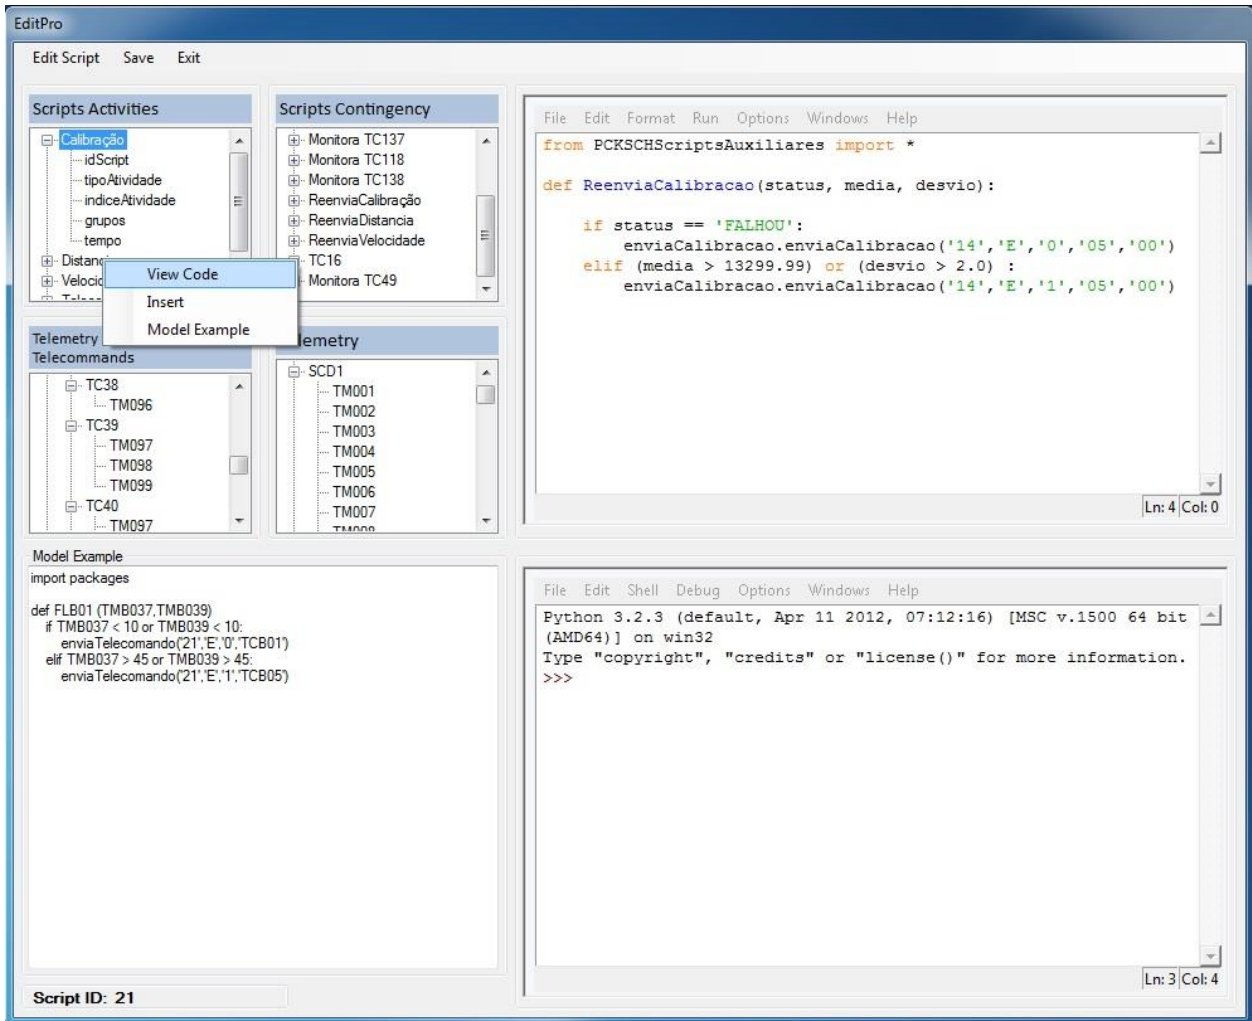 EditPro
Edit Script Save Exit
Scripts Activities
Calibração
idScript
tipoAtividade
indiceAtividade
grupos
tempo
View Code
Insert
Model Example
Scripts Contingency
Monitora TC137
Monitora TC118
Monitora TC138
ReenviaCalibração
ReenviaDistancia
ReenviaVelocidade
TC16
Monitora TC49
Telemetry
Telecommands
TC38
TM096
TC39
TM097
TM098
TM099
TC40
TM097
SCD1
TM001
TM002
TM003
TM004
TM005
TM006
TM007
File Edit Format Run Options Windows Help
from PCKSCHScriptsAuxiliares import *
def ReenviaCalibracao(status, media, desvio):
if status == 'FALHOU':
enviaCalibracao.enviaCalibracao('14','E','0','05','00')
elif (media > 13299.99) or (desvio > 2.0) :
enviaCalibracao.enviaCalibracao('14','E','1','05','00')
Ln: 4 Col: 0
Model Example
import packages
def FLB01 (TMB037,TMB039)
if TMB037 < 10 or TMB039 < 10:
enviaTelecomando('21','E','0','TCB01')
elif TMB037 > 45 or TMB039 > 45:
enviaTelecomando('21','E','1','TCB05')
File Edit Shell Debug Options Windows Help
Python 3.2.3 (default, Apr 11 2012, 07:12:16) [MSC v.1500 64 bit
(AMD64)] on win32
Type "copyright", "credits" or "license()" for more information.
>>>
Ln: 3 Col: 4
Script ID: 21